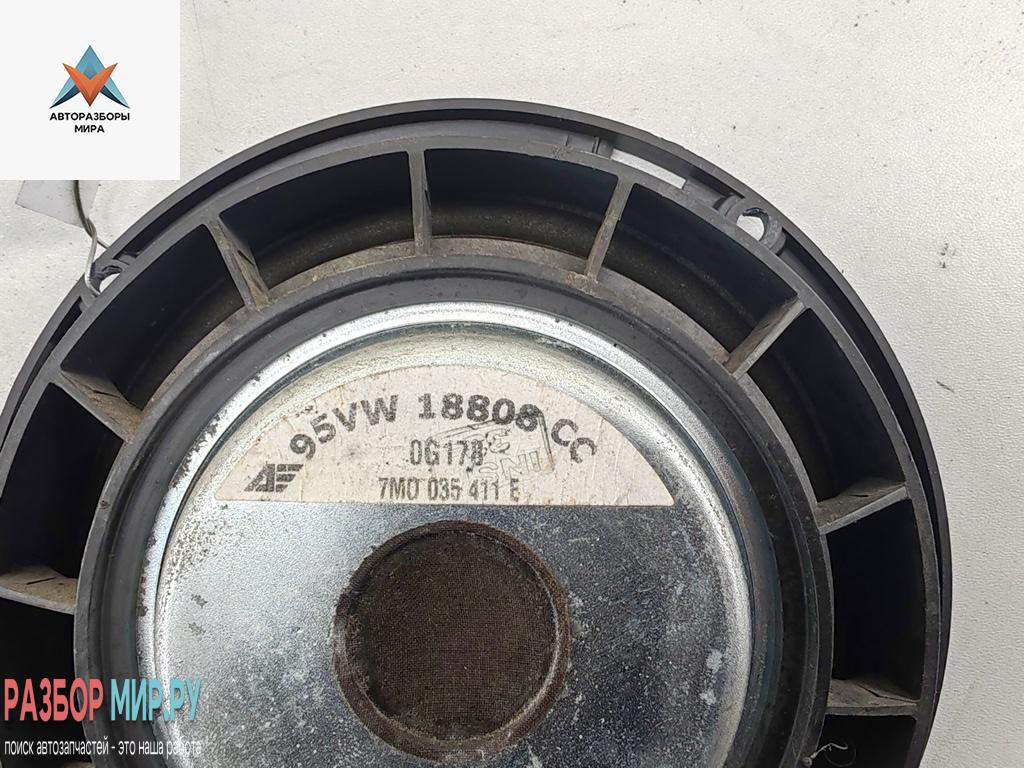 АВТОРАЗБОРЫ
МИРА
95VW 18808 CC
0G178
7M0 035 411 E
РАЗБОР МИР.РУ
поиск автозапчастей - это наша работа